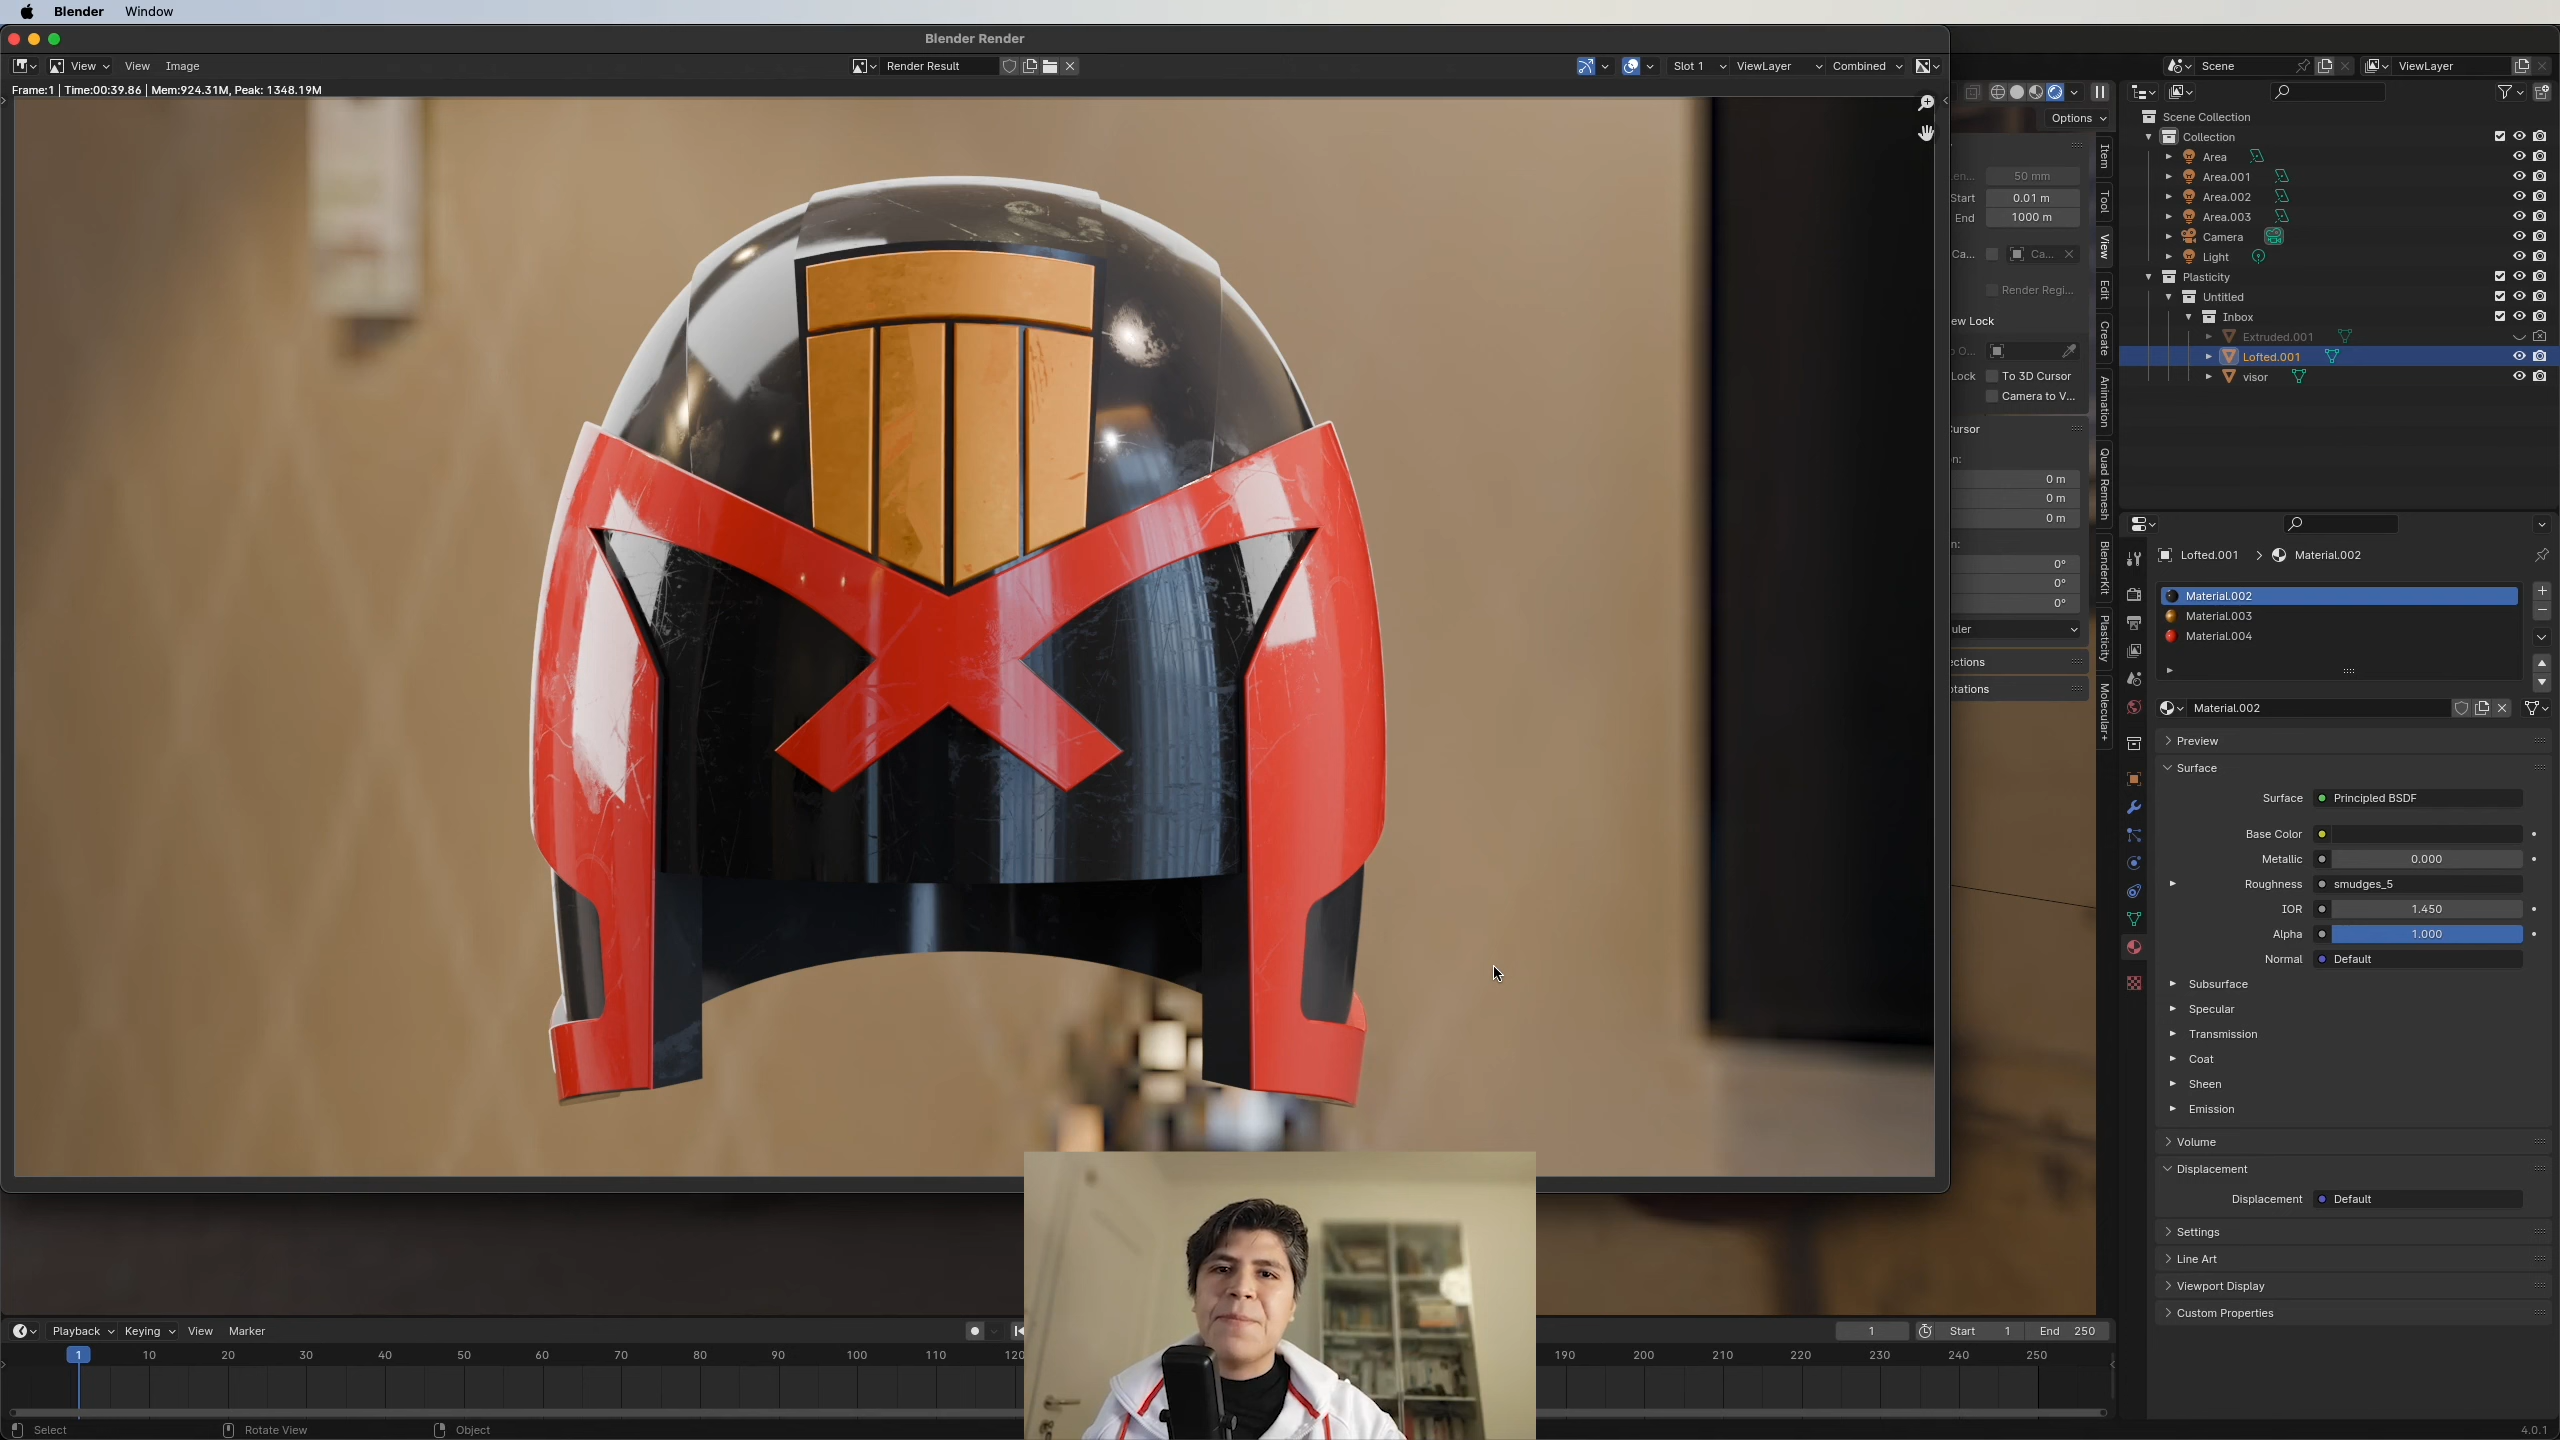 Blender Window
Blender Render
View View Image Render Result Slot 1 ViewLayer Combined
Frame:1 | Time:00:39.86 | Mem:924.31M, Peak: 1348.19M
Scene ViewLayer
Options
Scene Collection
Collection
Area
Area.001
Area.002
Area.003
Camera
Light
Plasticity
Untitled
Inbox
Extruded.001
Lofted.001
visor
50 mm
Start 0.01 m
End 1000 m
Ca... Ca...
Render Regi...
ew Lock
Lock To 3D Cursor
Camera to V...
Cursor
n:
0 m
0 m
0 m
n:
0°
0°
0°
uler
ections
otations
Item
Tool
View
Edit
Create
Animation
Quad Remesh
BlenderKit
Plasticity
Molecular+
Lofted.001 > Material.002
Material.002
Material.003
Material.004
Material.002
Preview
Surface
Surface Principled BSDF
Base Color
Metallic 0.000
Roughness smudges_5
IOR 1.450
Alpha 1.000
Normal Default
Subsurface
Specular
Transmission
Coat
Sheen
Emission
Volume
Displacement
Displacement Default
Settings
Line Art
Viewport Display
Custom Properties
Playback Keying View Marker 1 Start 1 End 250
1 10 20 30 40 50 60 70 80 90 100 110 120 190 200 210 220 230 240 250
Select Rotate View Object 4.0.1